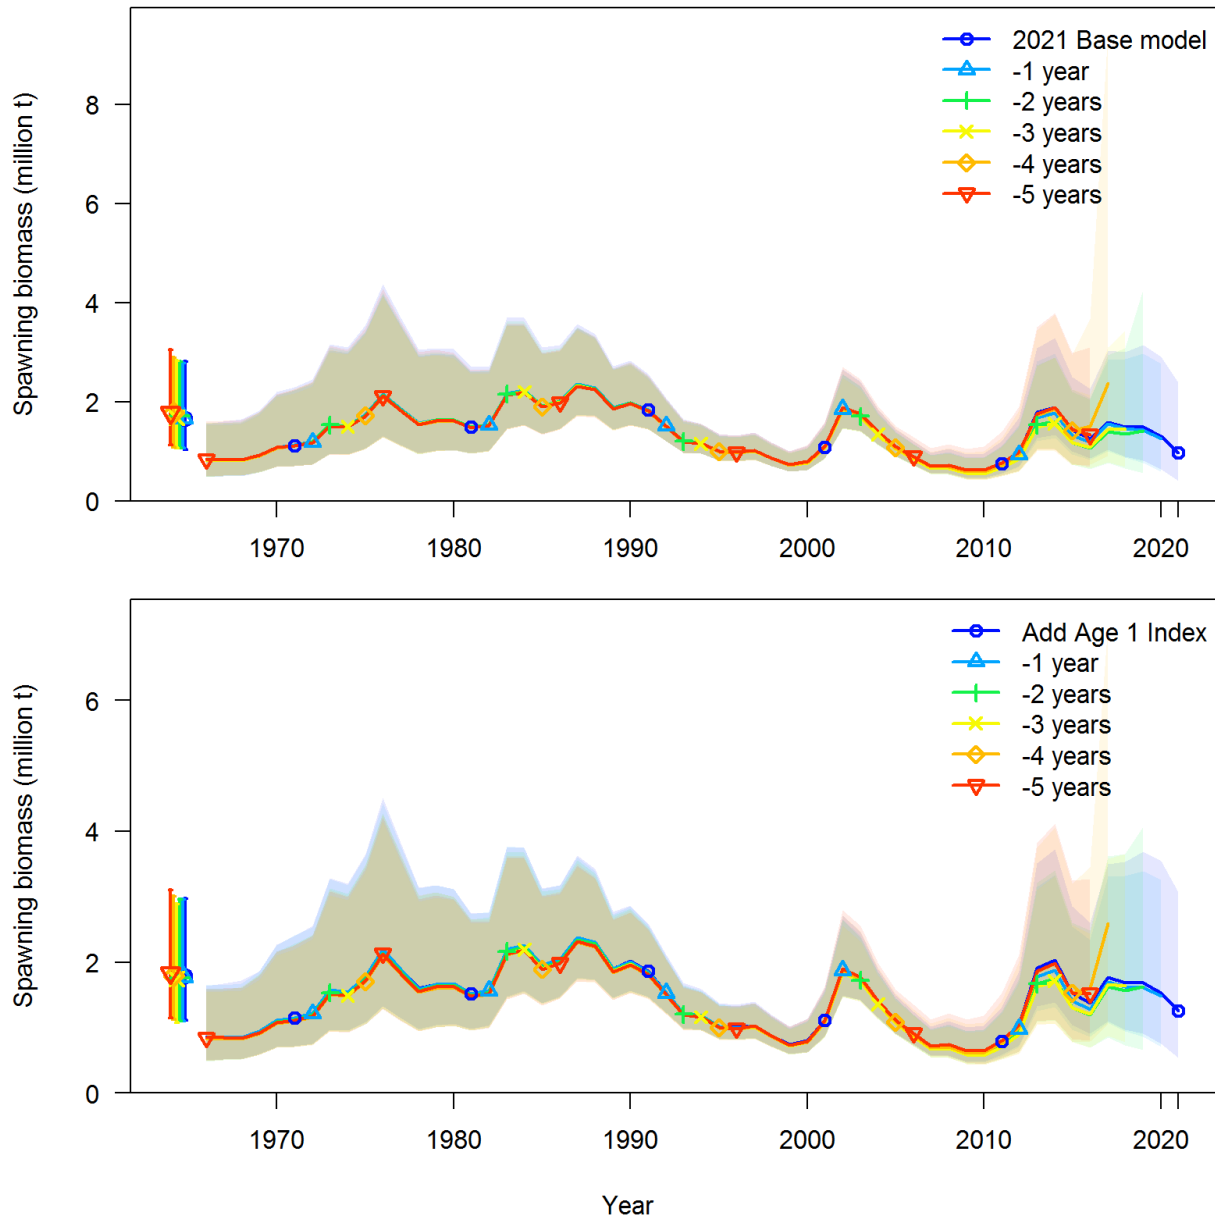 2021 Base model
-1 year
-2 years
-3 years
-4 years
-5 years
Spawning biomass (million t)
8
6
4
2
0
1970 1980 1990 2000 2010 2020
Add Age 1 Index
-1 year
-2 years
-3 years
-4 years
-5 years
Spawning biomass (million t)
6
4
2
0
1970 1980 1990 2000 2010 2020
Year